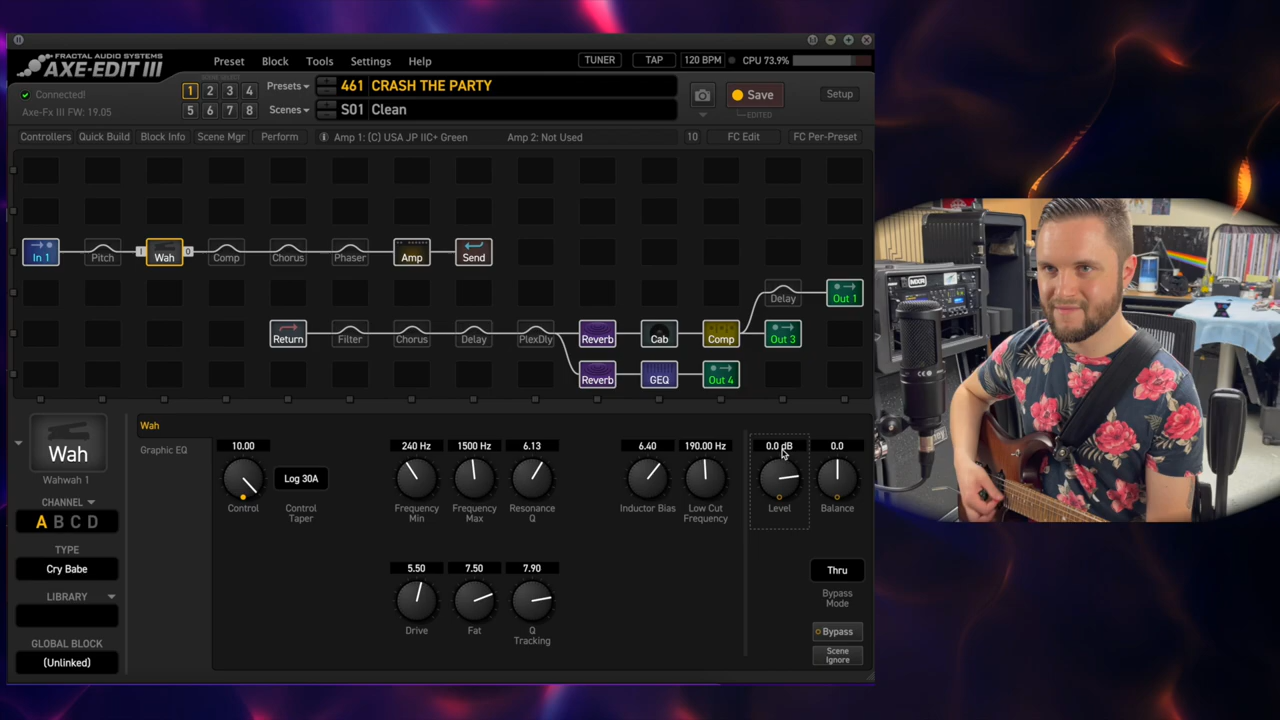 FRACTAL AUDIO SYSTEMS
AXE-EDIT III
Preset Block Tools Settings Help
TUNER TAP 120 BPM CPU 73.9%
SCENE SELECT
1 2 3 4
5 6 7 8
Presets 461 CRASH THE PARTY
Scenes S01 Clean
Save
EDITED
Setup
Connected!
Axe-Fx III FW: 19.05
Controllers Quick Build Block Info Scene Mgr Perform Amp 1: (C) USA JP IIC+ Green Amp 2: Not Used 10 FC Edit FC Per-Preset
In 1 Pitch I Wah O Comp Chorus Phaser Amp Send
Delay Out 1
Return Filter Chorus Delay PlexDly Reverb Cab Comp Out 3
Reverb GEQ Out 4
Wah
Wahwah 1
CHANNEL
A B C D
TYPE
Cry Babe
LIBRARY
GLOBAL BLOCK
(Unlinked)
Wah
Graphic EQ
10.00 240 Hz 1500 Hz 6.13 6.40 190.00 Hz 0.0 dB 0.0
Log 30A
Control Control Taper Frequency Min Frequency Max Resonance Q Inductor Bias Low Cut Frequency Level Balance
5.50 7.50 7.90
Drive Fat Q Tracking
Thru
Bypass Mode
Bypass
Scene Ignore
MXR